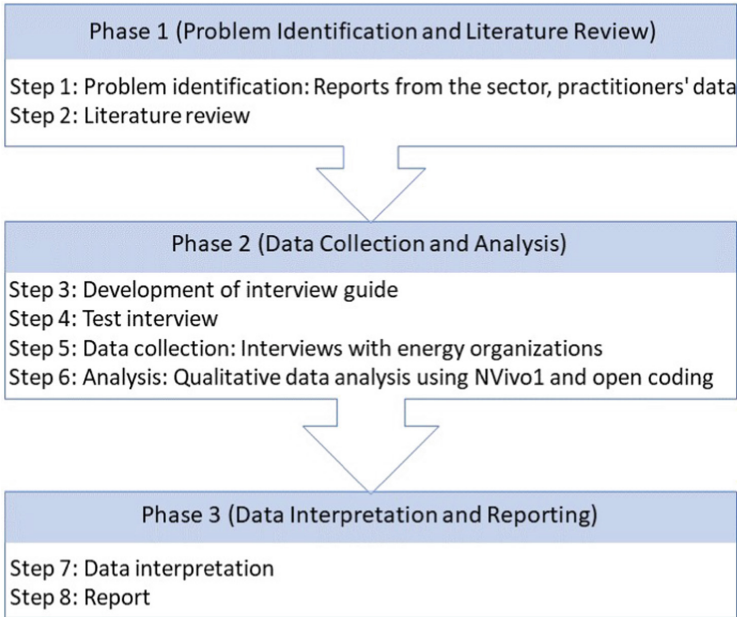 Phase 1 (Problem Identification and Literature Review)
Step 1: Problem identification: Reports from the sector, practitioners' data
Step 2: Literature review
Phase 2 (Data Collection and Analysis)
Step 3: Development of interview guide
Step 4: Test interview
Step 5: Data collection: Interviews with energy organizations
Step 6: Analysis: Qualitative data analysis using NVivo1 and open coding
Phase 3 (Data Interpretation and Reporting)
Step 7: Data interpretation
Step 8: Report